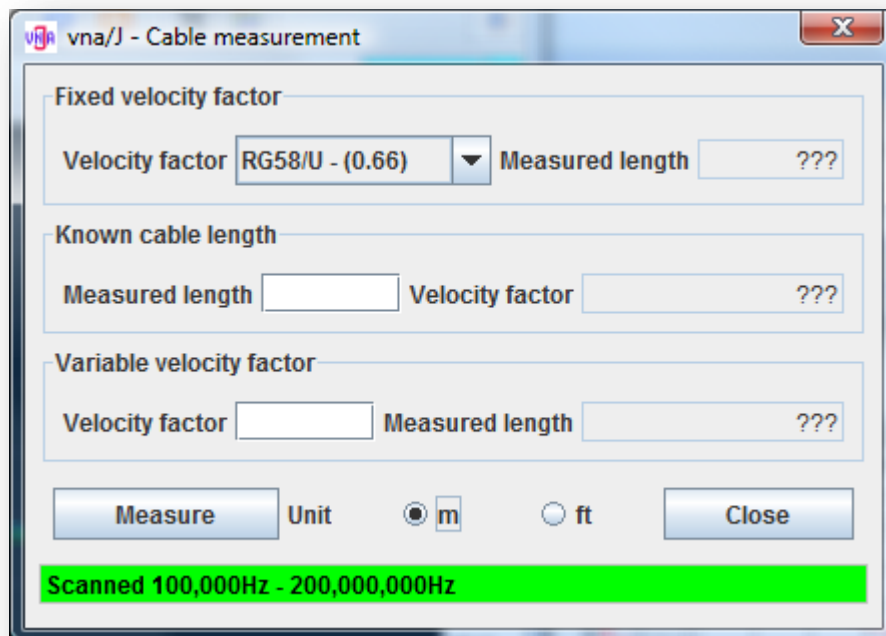 vna/J - Cable measurement
Fixed velocity factor
Velocity factor RG58/U - (0.66) Measured length ???
Known cable length
Measured length Velocity factor ???
Variable velocity factor
Velocity factor Measured length ???
Measure Unit m ft Close
Scanned 100,000Hz - 200,000,000Hz